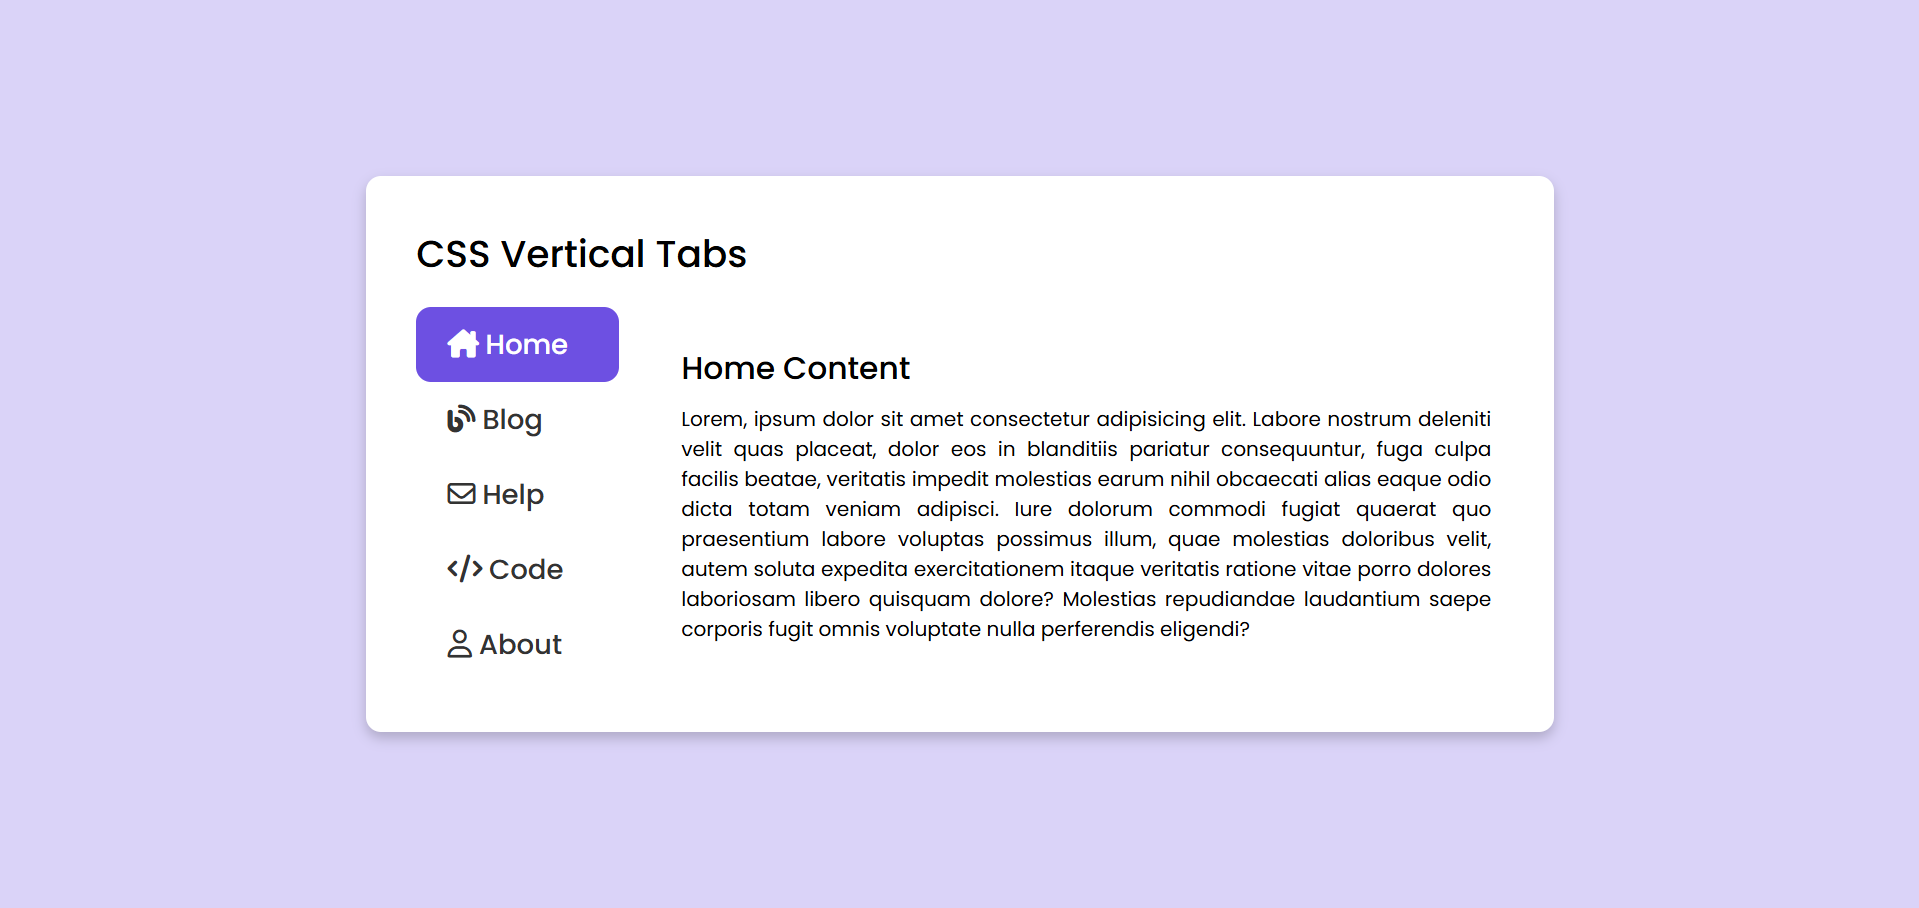 CSS Vertical Tabs
Home
Blog
Help
Code
About
Home Content
Lorem, ipsum dolor sit amet consectetur adipisicing elit. Labore nostrum deleniti
velit quas placeat, dolor eos in blanditiis pariatur consequuntur, fuga culpa
facilis beatae, veritatis impedit molestias earum nihil obcaecati alias eaque odio
dicta totam veniam adipisci. Iure dolorum commodi fugiat quaerat quo
praesentium labore voluptas possimus illum, quae molestias doloribus velit,
autem soluta expedita exercitationem itaque veritatis ratione vitae porro dolores
laboriosam libero quisquam dolore? Molestias repudiandae laudantium saepe
corporis fugit omnis voluptate nulla perferendis eligendi?